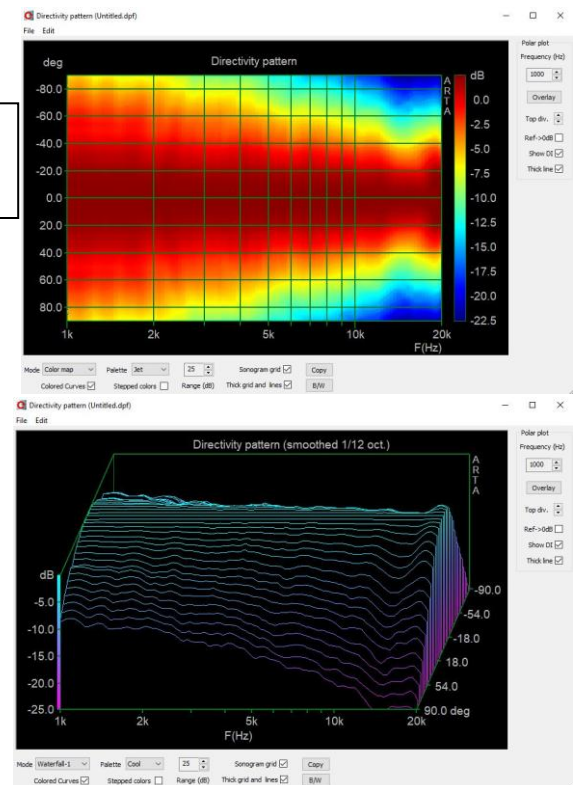 Directivity pattern (Untitled.dpf)
File Edit
Polar plot
Frequency (Hz)
1000
Overlay
Top div.
Ref->0dB
Show DI
Thick line
deg
Directivity pattern
ARTA
dB
-80.0
-60.0
-40.0
-20.0
0.0
20.0
40.0
60.0
80.0
0.0
-2.5
-5.0
-7.5
-10.0
-12.5
-15.0
-17.5
-20.0
-22.5
1k 2k 5k 10k 20k
F(Hz)
Mode Color map Palette Jet 25 Sonogram grid Copy
Colored Curves Stepped colors Range (dB) Thick grid and lines B/W
Directivity pattern (Untitled.dpf)
File Edit
Polar plot
Frequency (Hz)
1000
Overlay
Top div.
Ref->0dB
Show DI
Thick line
Directivity pattern (smoothed 1/12 oct.)
ARTA
dB
-5.0
-10.0
-15.0
-20.0
-25.0
-90.0
-54.0
-18.0
18.0
54.0
90.0 deg
1k 2k 5k 10k 20k
F(Hz)
Mode Waterfall-1 Palette Cool 25 Sonogram grid Copy
Colored Curves Stepped colors Range (dB) Thick grid and lines B/W